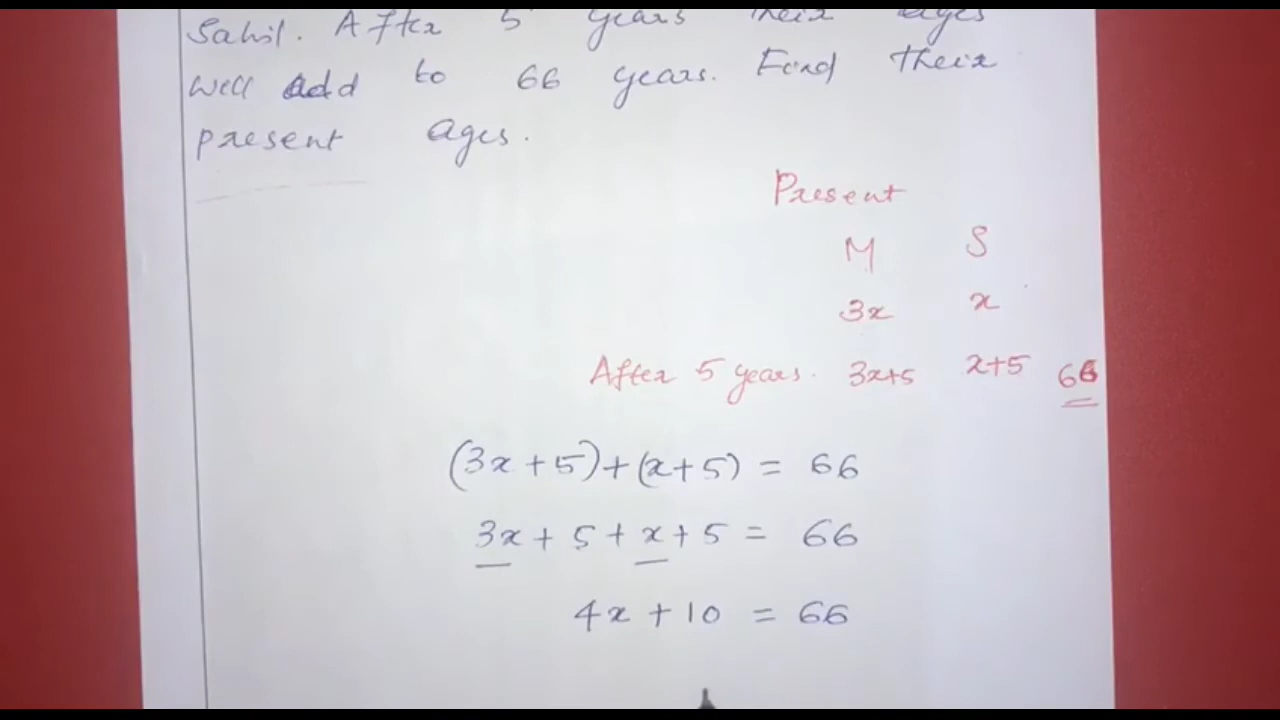 Sahil. After 5 years their ages
will add to 66 years. Find their
present ages.
Present
M S
3x x
After 5 years. 3x+5 x+5 66
(3x+5)+(x+5) = 66
3x + 5 + x + 5 = 66
4x + 10 = 66